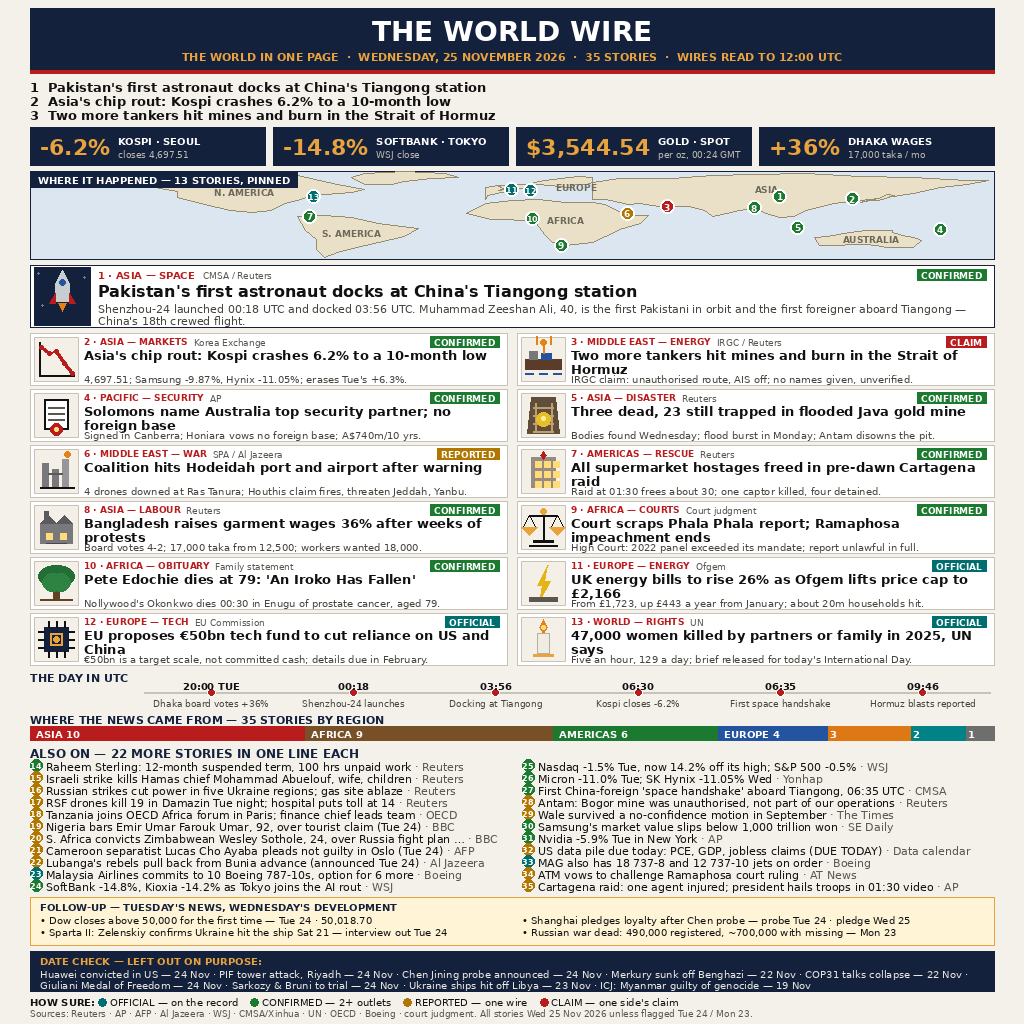 THE WORLD WIRE
THE WORLD IN ONE PAGE · WEDNESDAY, 25 NOVEMBER 2026 · 35 STORIES · WIRES READ TO 12:00 UTC
1 Pakistan's first astronaut docks at China's Tiangong station
2 Asia's chip rout: Kospi crashes 6.2% to a 10-month low
3 Two more tankers hit mines and burn in the Strait of Hormuz
-6.2% KOSPI · SEOUL
closes 4,697.51
-14.8% SOFTBANK · TOKYO
WSJ close
$3,544.54 GOLD · SPOT
per oz, 00:24 GMT
+36% DHAKA WAGES
17,000 taka / mo
WHERE IT HAPPENED — 13 STORIES, PINNED
N. AMERICA
EUROPE
ASIA
S. AMERICA
AFRICA
AUSTRALIA
13
11
12
1
2
7
10
6
3
8
5
4
9
1 · ASIA — SPACE CMSA / Reuters
CONFIRMED
Pakistan's first astronaut docks at China's Tiangong station
Shenzhou-24 launched 00:18 UTC and docked 03:56 UTC. Muhammad Zeeshan Ali, 40, is the first Pakistani in orbit and the first foreigner aboard Tiangong —
China's 18th crewed flight.
2 · ASIA — MARKETS Korea Exchange
CONFIRMED
Asia's chip rout: Kospi crashes 6.2% to a 10-month low
4,697.51; Samsung -9.87%, Hynix -11.05%; erases Tue's +6.3%.
3 · MIDDLE EAST — ENERGY IRGC / Reuters
CLAIM
Two more tankers hit mines and burn in the Strait of
Hormuz
IRGC claim: unauthorised route, AIS off; no names given, unverified.
4 · PACIFIC — SECURITY AP
CONFIRMED
Solomons name Australia top security partner; no
foreign base
Signed in Canberra; Honiara vows no foreign base; A$740m/10 yrs.
5 · ASIA — DISASTER Reuters
CONFIRMED
Three dead, 23 still trapped in flooded Java gold mine
Bodies found Wednesday; flood burst in Monday; Antam disowns the pit.
6 · MIDDLE EAST — WAR SPA / Al Jazeera
REPORTED
Coalition hits Hodeidah port and airport after warning
4 drones downed at Ras Tanura; Houthis claim fires, threaten Jeddah, Yanbu.
7 · AMERICAS — RESCUE Reuters
CONFIRMED
All supermarket hostages freed in pre-dawn Cartagena
raid
Raid at 01:30 frees about 30; one captor killed, four detained.
8 · ASIA — LABOUR Reuters
CONFIRMED
Bangladesh raises garment wages 36% after weeks of
protests
Board votes 4-2; 17,000 taka from 12,500; workers wanted 18,000.
9 · AFRICA — COURTS Court judgment
CONFIRMED
Court scraps Phala Phala report; Ramaphosa
impeachment ends
High Court: 2022 panel exceeded its mandate; report unlawful in full.
10 · AFRICA — OBITUARY Family statement
CONFIRMED
Pete Edochie dies at 79: 'An Iroko Has Fallen'
Nollywood's Okonkwo dies 00:30 in Enugu of prostate cancer, aged 79.
11 · EUROPE — ENERGY Ofgem
OFFICIAL
UK energy bills to rise 26% as Ofgem lifts price cap to
£2,166
From £1,723, up £443 a year from January; about 20m households hit.
12 · EUROPE — TECH EU Commission
OFFICIAL
EU proposes €50bn tech fund to cut reliance on US and
China
€50bn is a target scale, not committed cash; details due in February.
13 · WORLD — RIGHTS UN
OFFICIAL
47,000 women killed by partners or family in 2025, UN
says
Five an hour, 129 a day; brief released for today's International Day.
THE DAY IN UTC
20:00 TUE
Dhaka board votes +36%
00:18
Shenzhou-24 launches
03:56
Docking at Tiangong
06:30
Kospi closes -6.2%
06:35
First space handshake
09:46
Hormuz blasts reported
WHERE THE NEWS CAME FROM — 35 STORIES BY REGION
ASIA 10 AFRICA 9 AMERICAS 6 EUROPE 4 3 2 1
ALSO ON — 22 MORE STORIES IN ONE LINE EACH
14 Raheem Sterling: 12-month suspended term, 100 hrs unpaid work · Reuters
15 Israeli strike kills Hamas chief Mohammad Abuelouf, wife, children · Reuters
16 Russian strikes cut power in five Ukraine regions; gas site ablaze · Reuters
17 RSF drones kill 19 in Damazin Tue night; hospital puts toll at 14 · Reuters
18 Tanzania joins OECD Africa forum in Paris; finance chief leads team · OECD
19 Nigeria bars Emir Umar Farouk Umar, 92, over tourist claim (Tue 24) · BBC
20 S. Africa convicts Zimbabwean Wesley Sothole, 24, over Russia fight plan ... · BBC
21 Cameroon separatist Lucas Cho Ayaba pleads not guilty in Oslo (Tue 24) · AFP
22 Lubanga's rebels pull back from Bunia advance (announced Tue 24) · Al Jazeera
23 Malaysia Airlines commits to 10 Boeing 787-10s, option for 6 more · Boeing
24 SoftBank -14.8%, Kioxia -14.2% as Tokyo joins the AI rout · WSJ
25 Nasdaq -1.5% Tue, now 14.2% off its high; S&P 500 -0.5% · WSJ
26 Micron -11.0% Tue; SK Hynix -11.05% Wed · Yonhap
27 First China-foreign 'space handshake' aboard Tiangong, 06:35 UTC · CMSA
28 Antam: Bogor mine was unauthorised, not part of our operations · Reuters
29 Wale survived a no-confidence motion in September · The Times
30 Samsung's market value slips below 1,000 trillion won · SE Daily
31 Nvidia -5.9% Tue in New York · AP
32 US data pile due today: PCE, GDP, jobless claims (DUE TODAY) · Data calendar
33 MAG also has 18 737-8 and 12 737-10 jets on order · Boeing
34 ATM vows to challenge Ramaphosa court ruling · AT News
35 Cartagena raid: one agent injured; president hails troops in 01:30 video · AP
FOLLOW-UP — TUESDAY'S NEWS, WEDNESDAY'S DEVELOPMENT
• Dow closes above 50,000 for the first time — Tue 24 · 50,018.70
• Sparta II: Zelenskiy confirms Ukraine hit the ship Sat 21 — interview out Tue 24
• Shanghai pledges loyalty after Chen probe — probe Tue 24 · pledge Wed 25
• Russian war dead: 490,000 registered, ~700,000 with missing — Mon 23
DATE CHECK — LEFT OUT ON PURPOSE:
Huawei convicted in US — 24 Nov · PIF tower attack, Riyadh — 24 Nov · Chen Jining probe announced — 24 Nov · Merkury sunk off Benghazi — 22 Nov · COP31 talks collapse — 22 Nov ·
Giuliani Medal of Freedom — 24 Nov · Sarkozy & Bruni to trial — 24 Nov · Ukraine ships hit off Libya — 23 Nov · ICJ: Myanmar guilty of genocide — 19 Nov
HOW SURE: OFFICIAL — on the record CONFIRMED — 2+ outlets REPORTED — one wire CLAIM — one side's claim
Sources: Reuters · AP · AFP · Al Jazeera · WSJ · CMSA/Xinhua · UN · OECD · Boeing · court judgment. All stories Wed 25 Nov 2026 unless flagged Tue 24 / Mon 23.